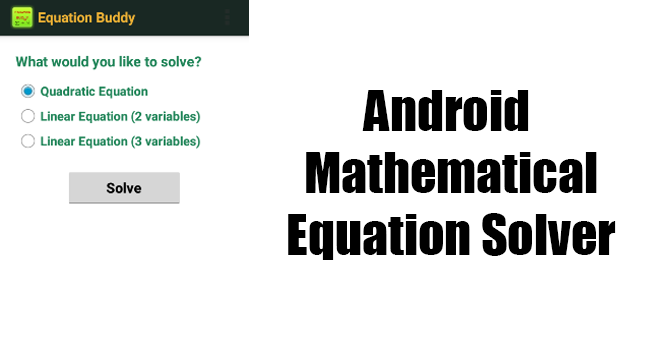 Equation Buddy
What would you like to solve?
Quadratic Equation
Linear Equation (2 variables)
Linear Equation (3 variables)
Solve
Android
Mathematical
Equation Solver